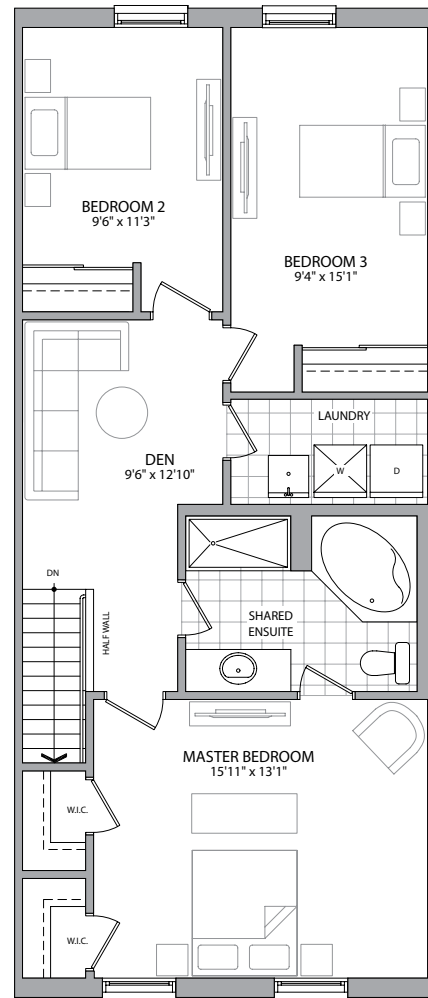 BEDROOM 2
9'6" x 11'3"
BEDROOM 3
9'4" x 15'1"
LAUNDRY
W
D
DEN
9'6" x 12'10"
DN
HALF WALL
SHARED
ENSUITE
MASTER BEDROOM
15'11" x 13'1"
W.I.C.
W.I.C.